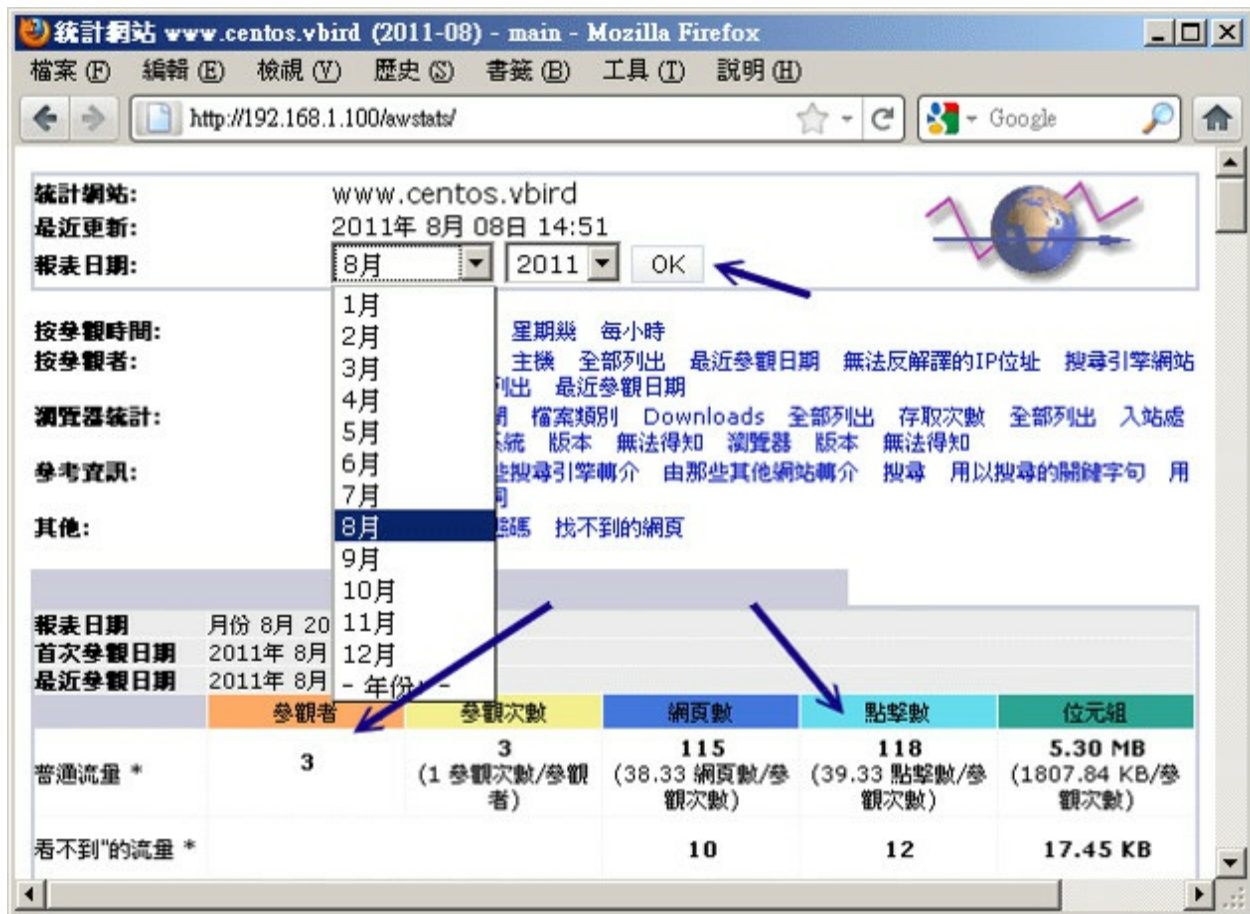 統計網站 www.centos.vbird (2011-08) - main - Mozilla Firefox
檔案(F) 編輯(E) 檢視(V) 歷史(S) 書籤(B) 工具(T) 說明(H)
http://192.168.1.100/awstats/ Google
統計網站: www.centos.vbird
最近更新: 2011年 8月 08日 14:51
報表日期: 8月 2011 OK
1月
2月
3月
4月
5月
6月
7月
8月
9月
10月
11月
12月
- 年份 -
按參觀時間: 星期幾 每小時
按參觀者: 主機 全部列出 最近參觀日期 無法反解譯的IP位址 搜尋引擎網站
列出 最近參觀日期
瀏覽器統計: 檔案類別 Downloads 全部列出 存取次數 全部列出 入站處
系統 版本 無法得知 瀏覽器 版本 無法得知
參考資訊: 些搜尋引擎轉介 由那些其他網站轉介 搜尋 用以搜尋的關鍵字句 用
其他: 找不到的網頁
報表日期 月份 8月 20
首次參觀日期 2011年 8月
最近參觀日期 2011年 8月
參觀者 參觀次數 網頁數 點擊數 位元組
普通流量 * 3 3 115 118 5.30 MB
(1 參觀次數/參觀 (38.33 網頁數/參 (39.33 點擊數/參 (1807.84 KB/參
者) 觀次數) 觀次數) 觀次數)
看不到"的流量 * 10 12 17.45 KB